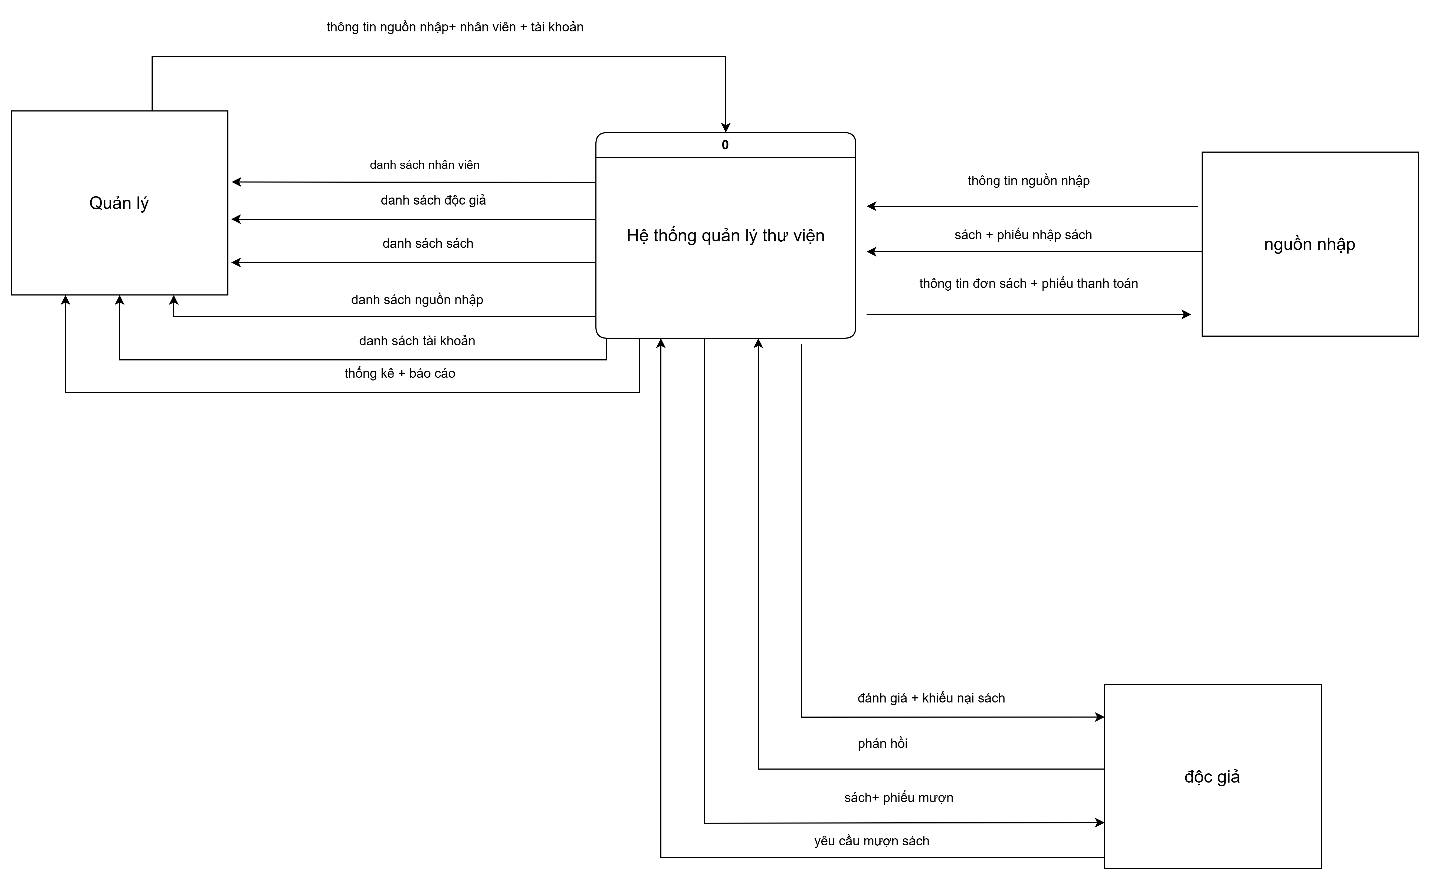 thông tin nguồn nhập+ nhân viên + tài khoản
0
danh sách nhân viên
danh sách độc giả
danh sách sách
danh sách nguồn nhập
danh sách tài khoản
thống kê + báo cáo
Quản lý
Hệ thống quản lý thư viện
thông tin nguồn nhập
sách + phiếu nhập sách
thông tin đơn sách + phiếu thanh toán
nguồn nhập
đánh giá + khiếu nại sách
phán hồi
sách+ phiếu mượn
yêu cầu mượn sách
độc giả